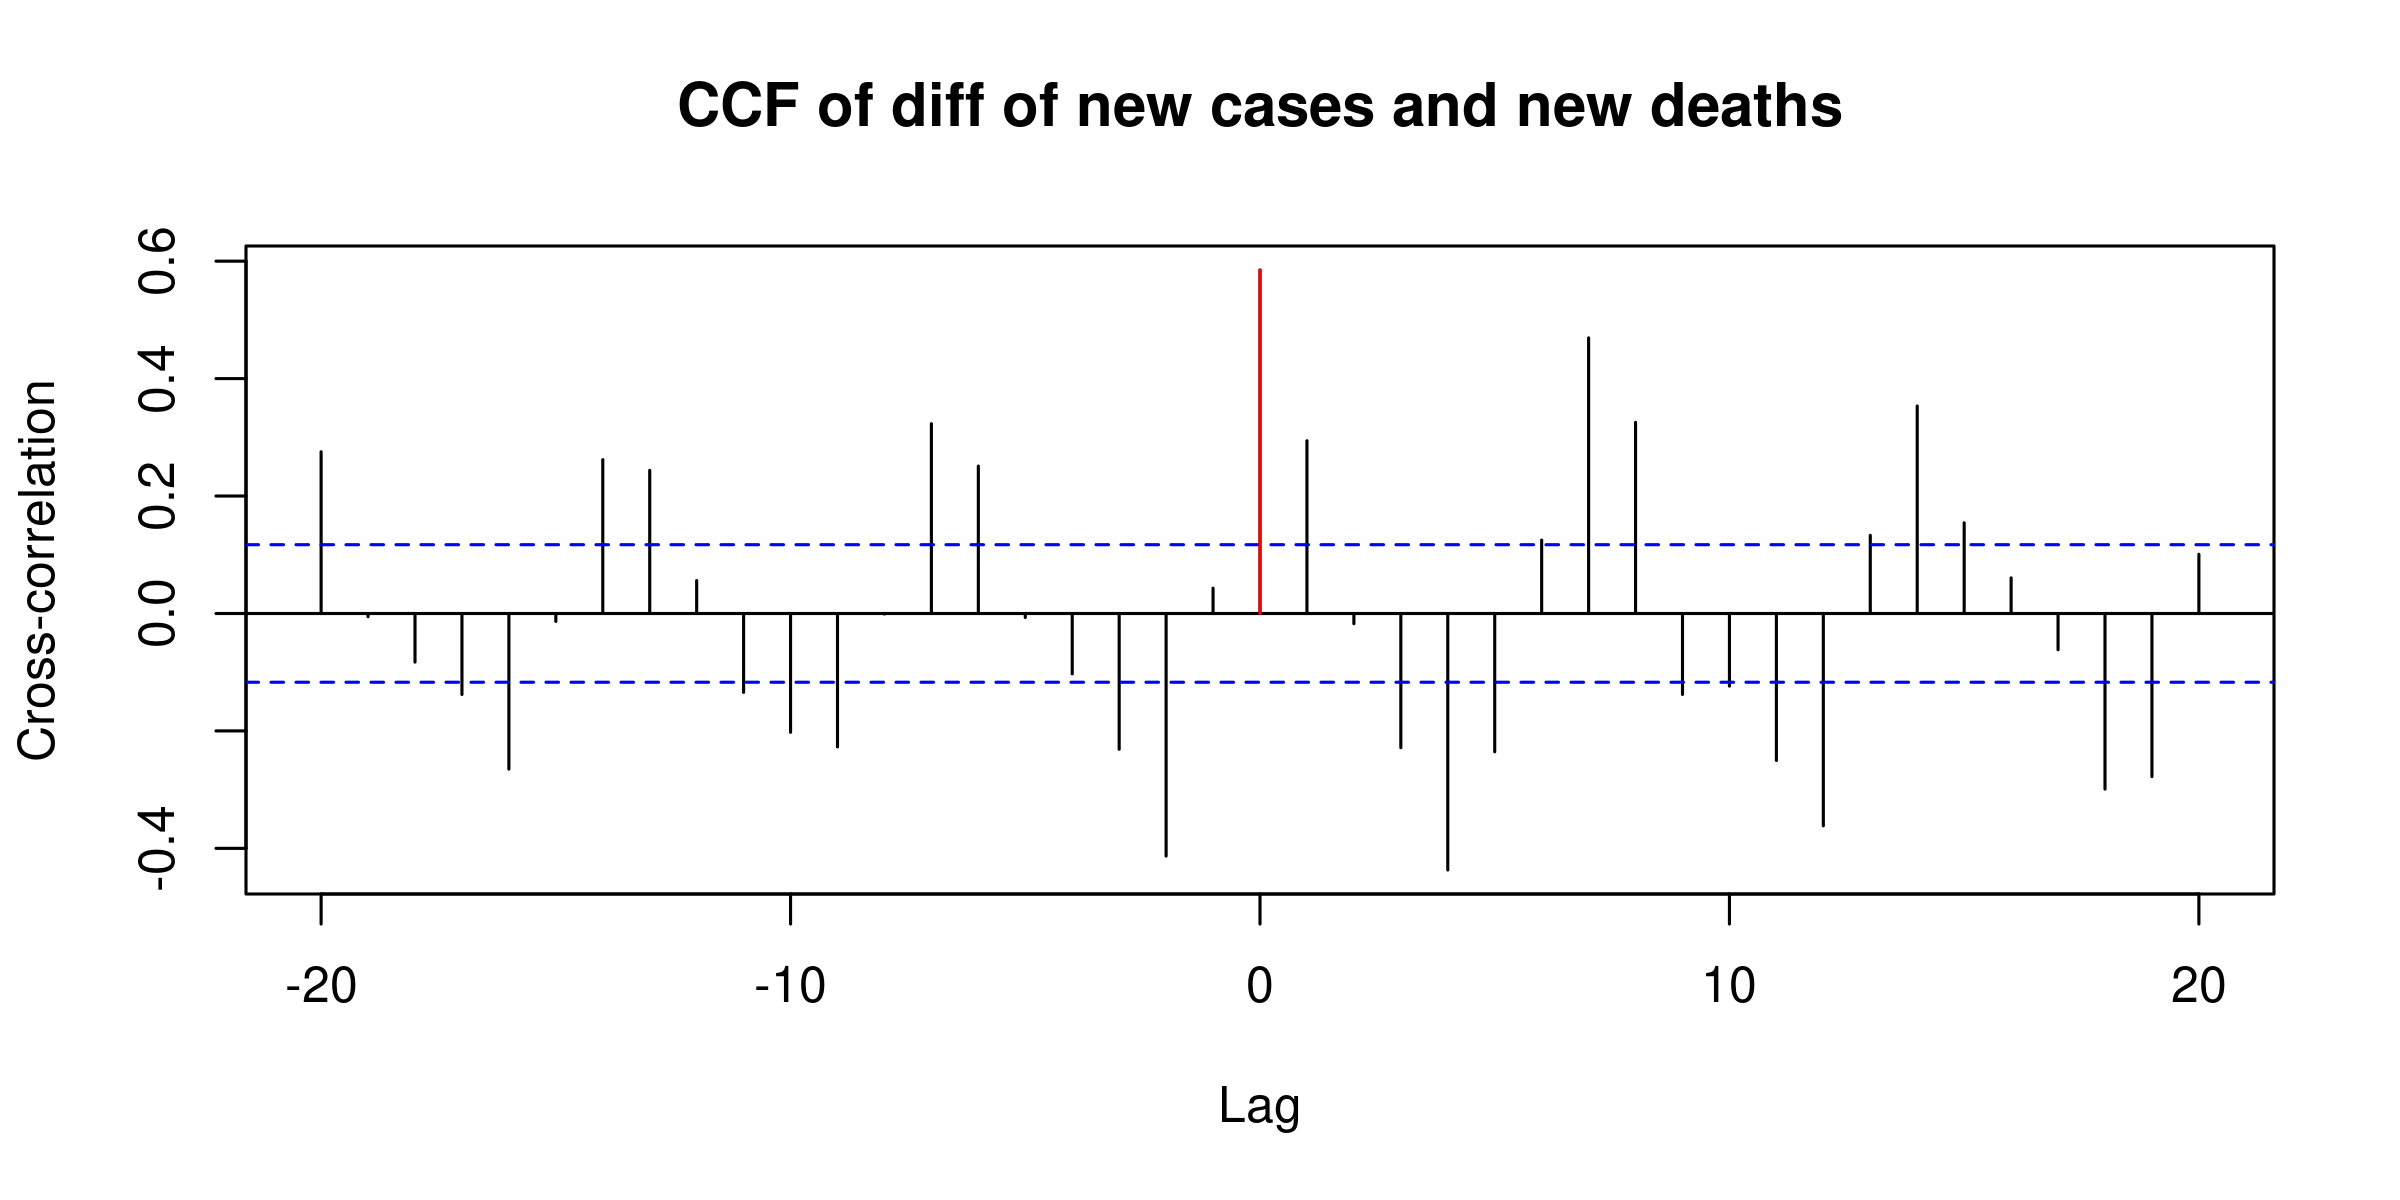 CCF of diff of new cases and new deaths
Cross-correlation
0.6
0.4
0.2
0.0
-0.4
-20 -10 0 10 20
Lag